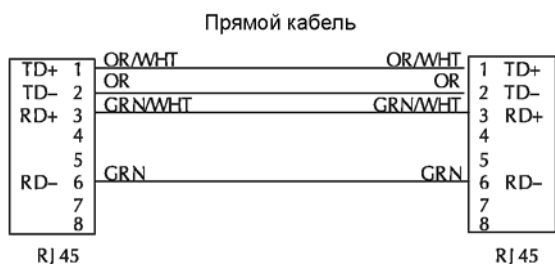 Прямой кабель
TD+ 1 OR/WHT OR/WHT 1 TD+
TD– 2 OR OR 2 TD–
RD+ 3 GRN/WHT GRN/WHT 3 RD+
4 4
5 5
RD– 6 GRN GRN 6 RD–
7 7
8 8
RJ 45 RJ 45